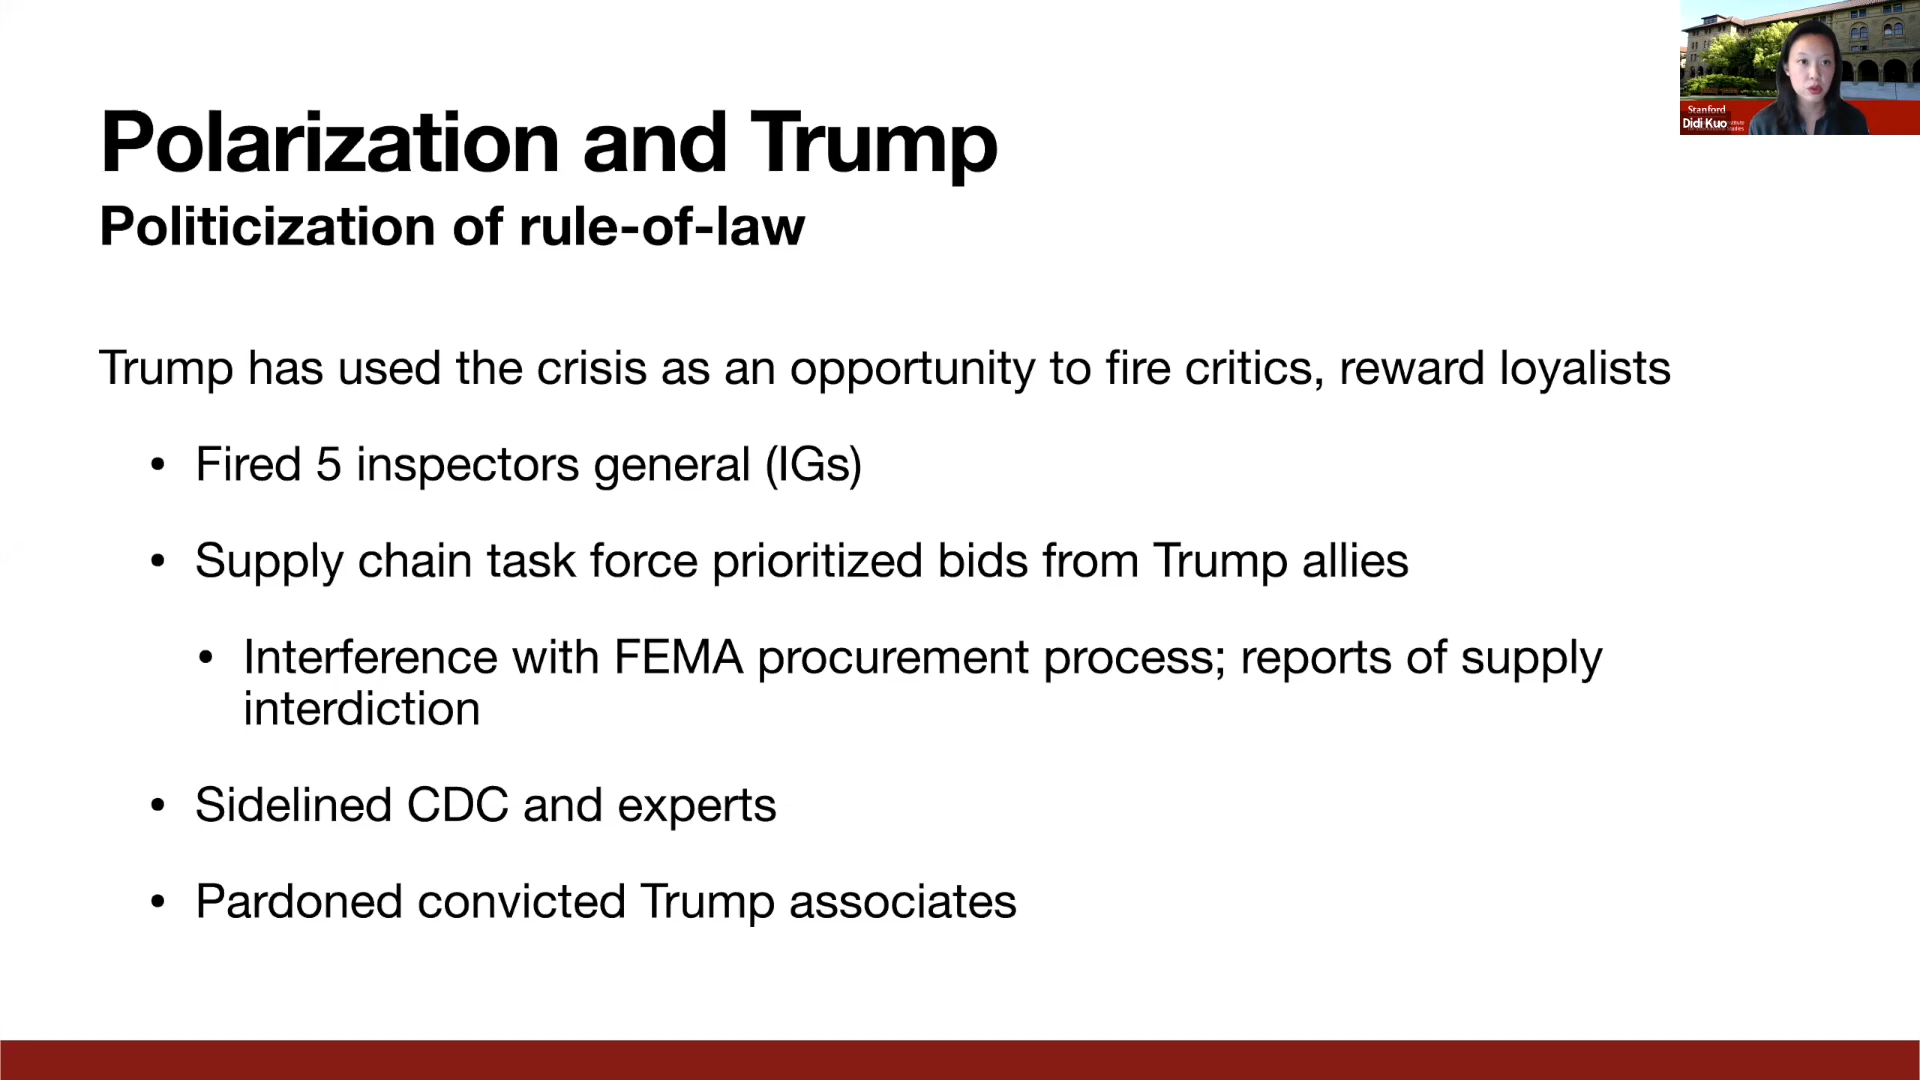 Polarization and Trump
Politicization of rule-of-law
Trump has used the crisis as an opportunity to fire critics, reward loyalists
• Fired 5 inspectors general (IGs)
• Supply chain task force prioritized bids from Trump allies
• Interference with FEMA procurement process; reports of supply
interdiction
• Sidelined CDC and experts
• Pardoned convicted Trump associates
Stanford
Didi Kuo